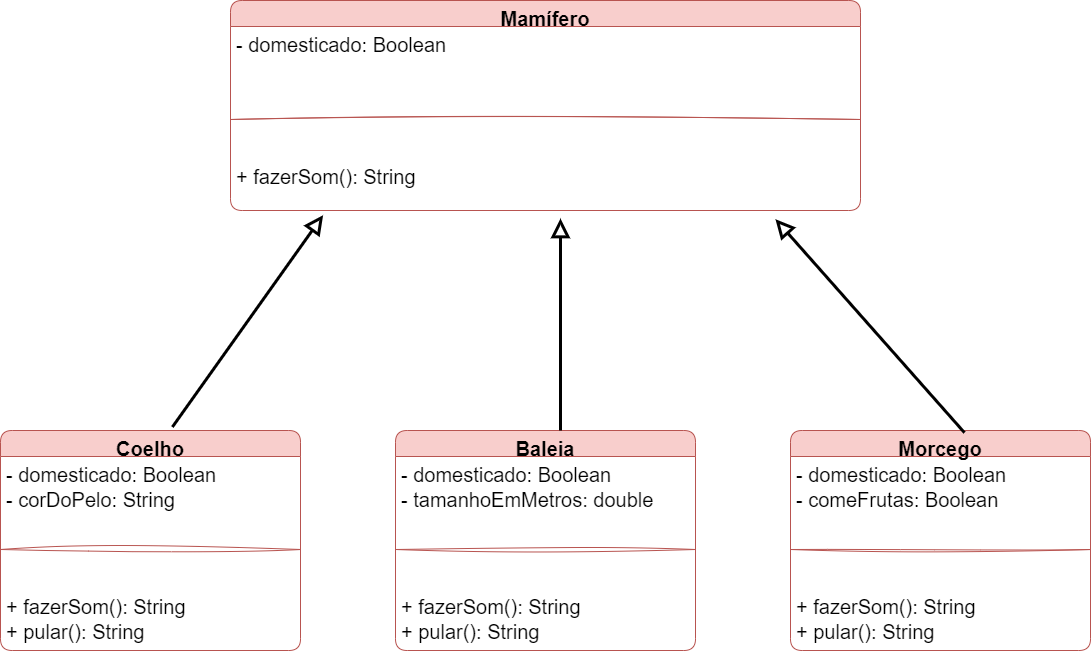 Mamífero
- domesticado: Boolean
+ fazerSom(): String
Coelho
- domesticado: Boolean
- corDoPelo: String
+ fazerSom(): String
+ pular(): String
Baleia
- domesticado: Boolean
- tamanhoEmMetros: double
+ fazerSom(): String
+ pular(): String
Morcego
- domesticado: Boolean
- comeFrutas: Boolean
+ fazerSom(): String
+ pular(): String